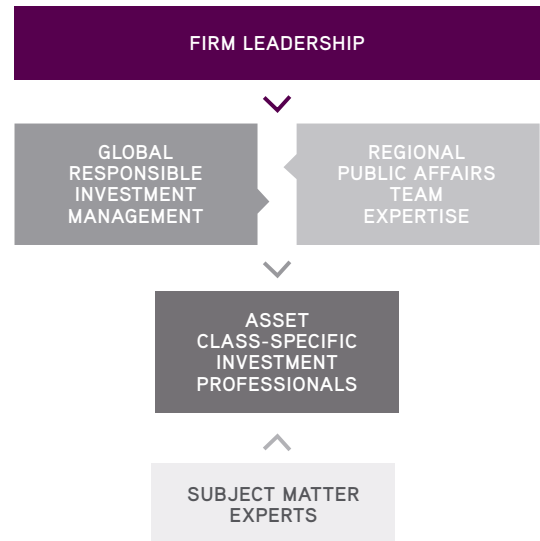 FIRM LEADERSHIP
GLOBAL
RESPONSIBLE
INVESTMENT
MANAGEMENT
REGIONAL
PUBLIC AFFAIRS
TEAM
EXPERTISE
ASSET
CLASS-SPECIFIC
INVESTMENT
PROFESSIONALS
SUBJECT MATTER
EXPERTS